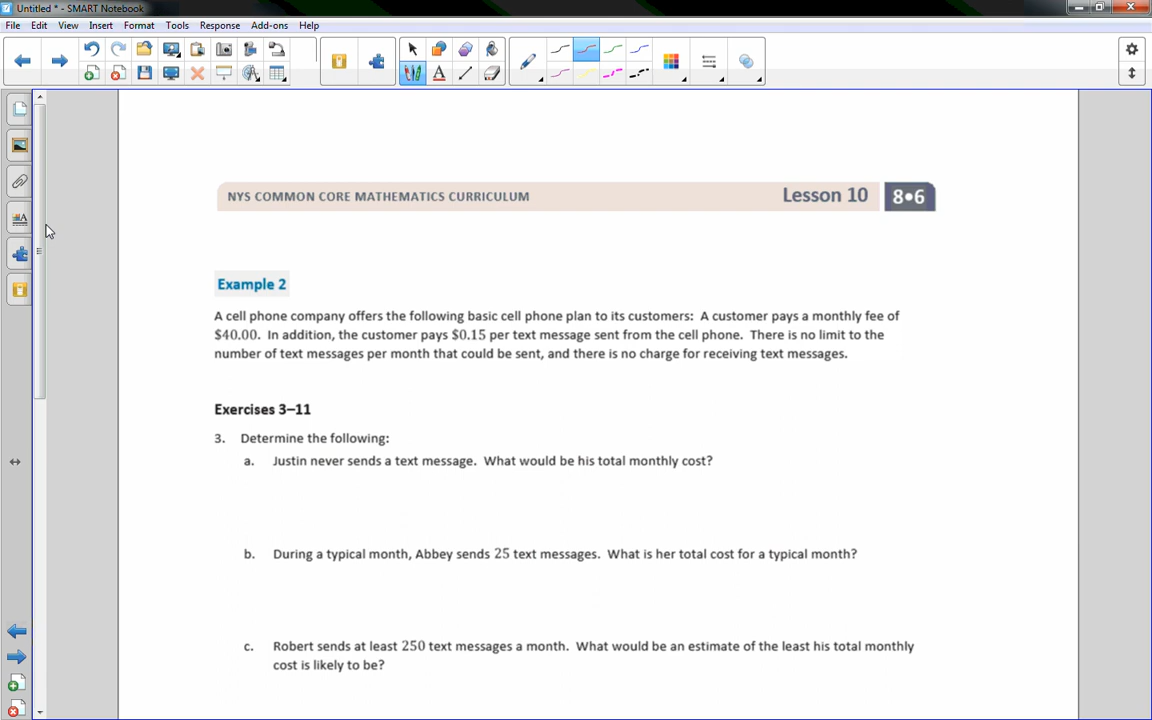 Untitled * - SMART Notebook
File Edit View Insert Format Tools Response Add-ons Help
NYS COMMON CORE MATHEMATICS CURRICULUM Lesson 10 8•6
Example 2
A cell phone company offers the following basic cell phone plan to its customers: A customer pays a monthly fee of
$40.00. In addition, the customer pays $0.15 per text message sent from the cell phone. There is no limit to the
number of text messages per month that could be sent, and there is no charge for receiving text messages.
Exercises 3–11
3. Determine the following:
a. Justin never sends a text message. What would be his total monthly cost?
b. During a typical month, Abbey sends 25 text messages. What is her total cost for a typical month?
c. Robert sends at least 250 text messages a month. What would be an estimate of the least his total monthly
cost is likely to be?